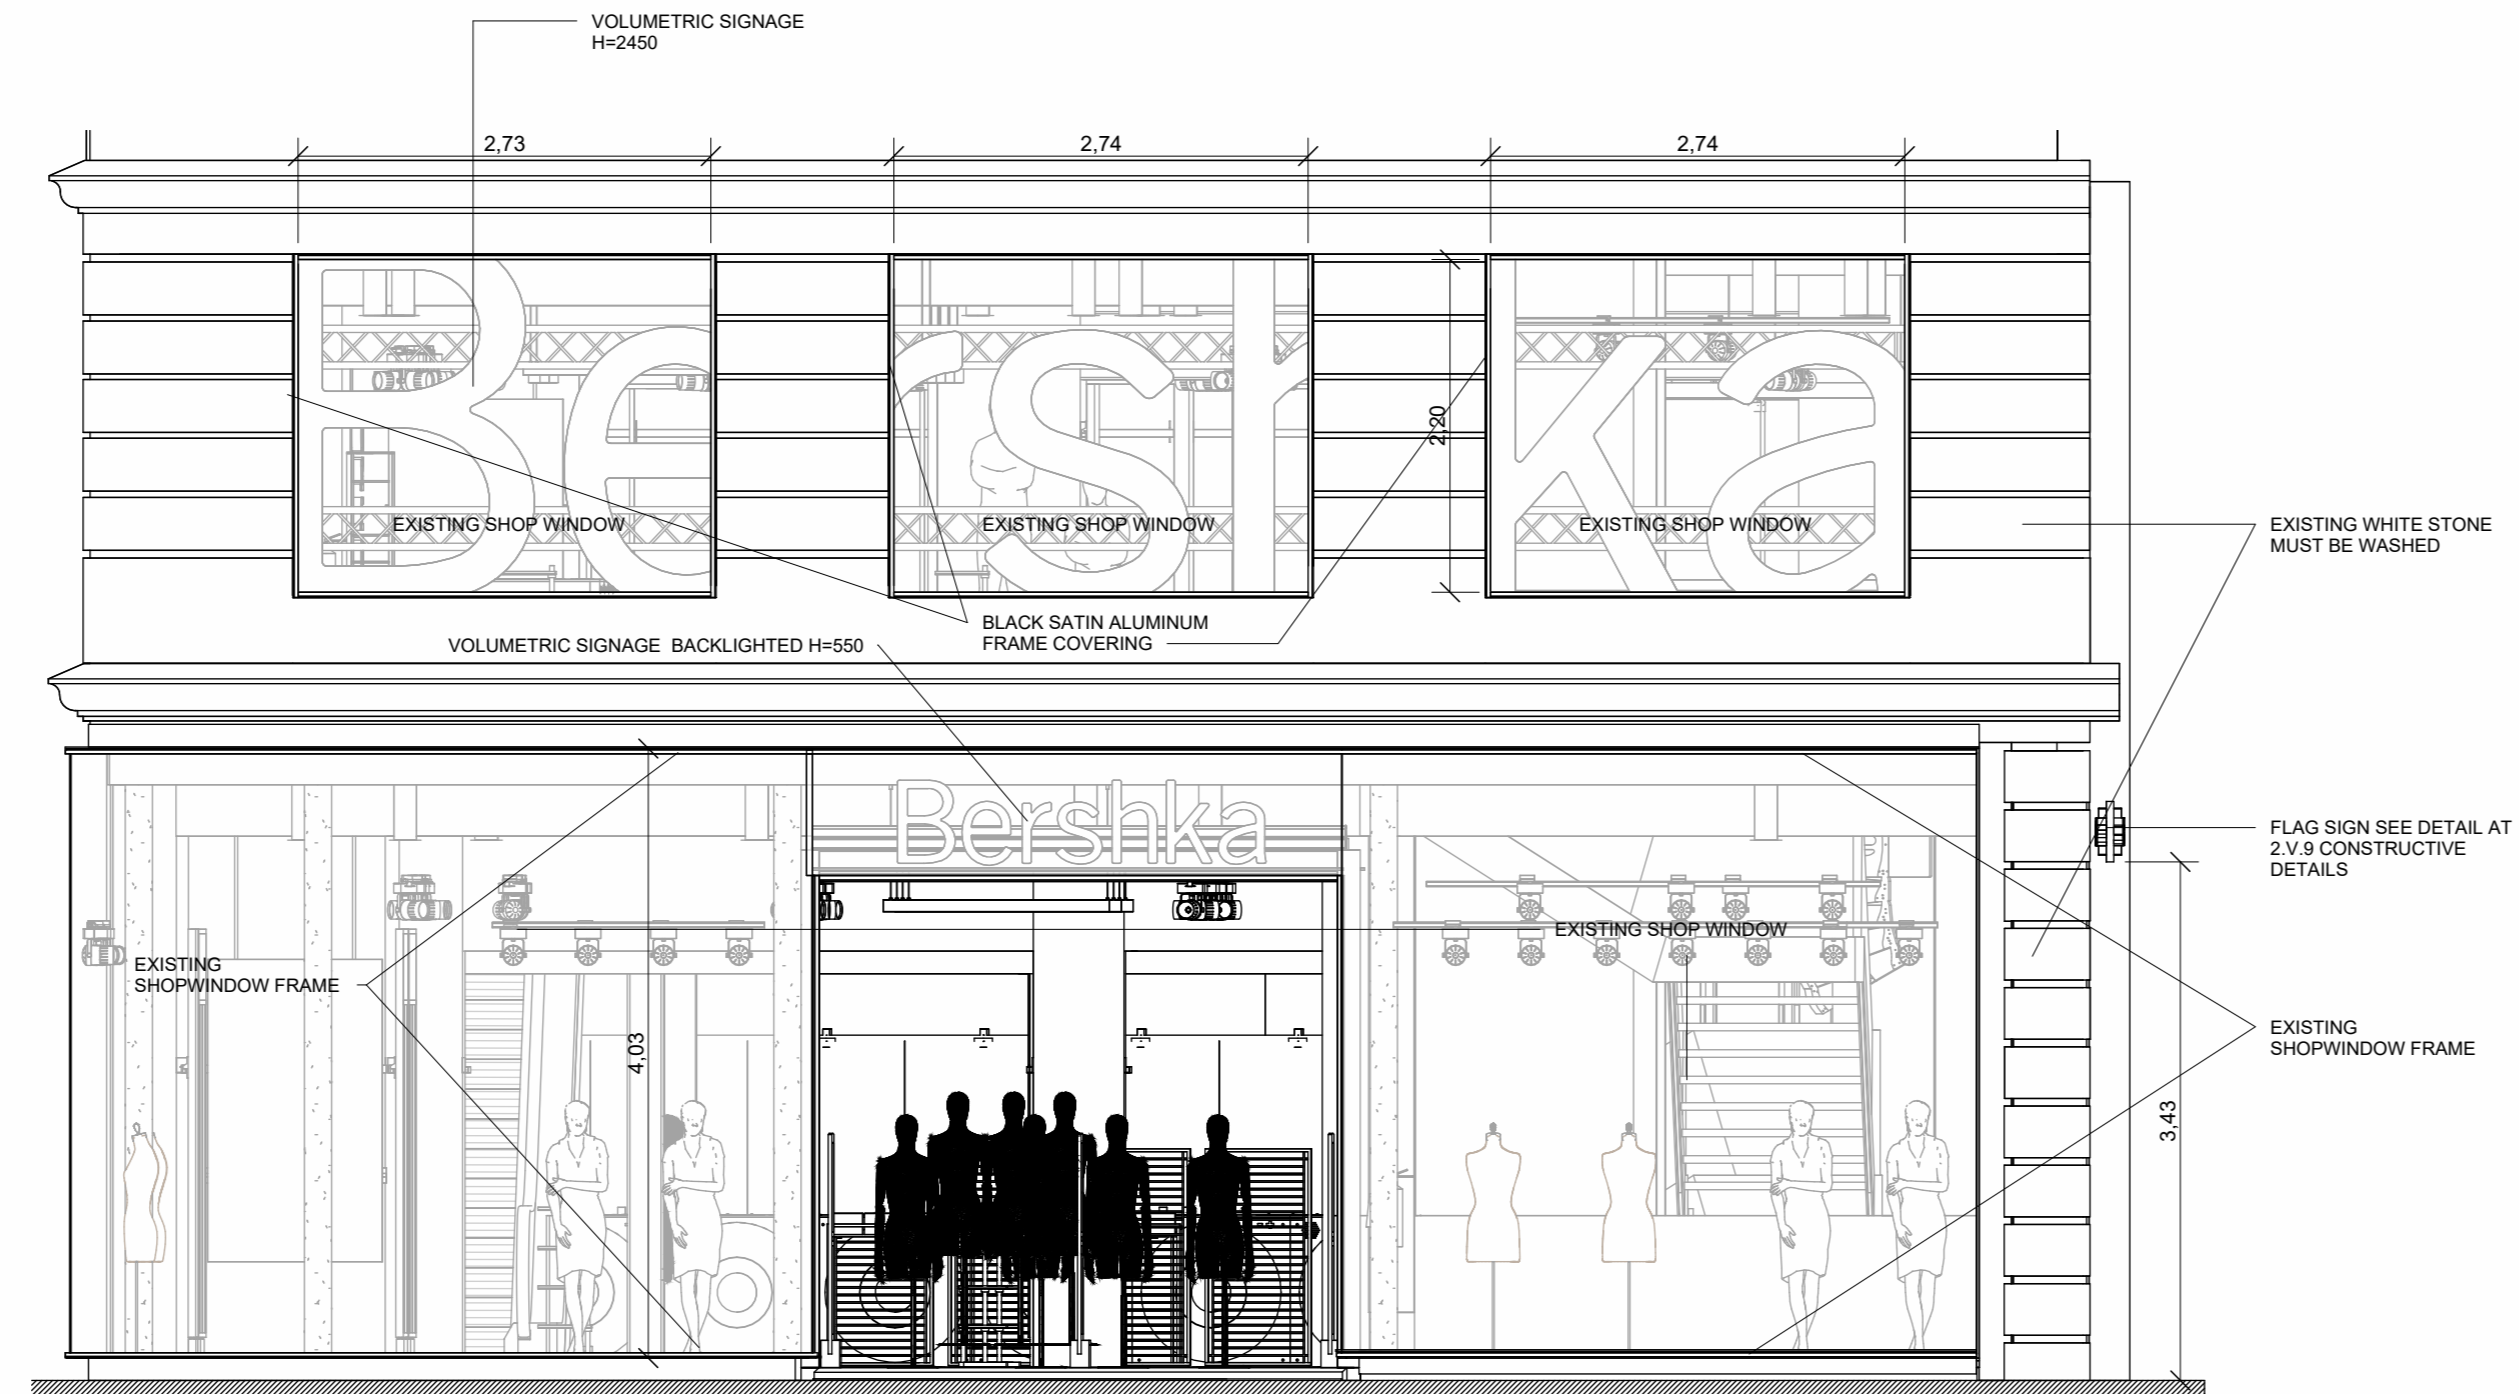 VOLUMETRIC SIGNAGE
H=2450
2,73
2,74
2,74
Be
rsh
ka
2,20
EXISTING SHOP WINDOW
EXISTING SHOP WINDOW
EXISTING SHOP WINDOW
EXISTING WHITE STONE
MUST BE WASHED
BLACK SATIN ALUMINUM
FRAME COVERING
VOLUMETRIC SIGNAGE BACKLIGHTED H=550
Bershka
FLAG SIGN SEE DETAIL AT
2.V.9 CONSTRUCTIVE
DETAILS
EXISTING SHOP WINDOW
EXISTING
SHOPWINDOW FRAME
4,03
EXISTING
SHOPWINDOW FRAME
3,43